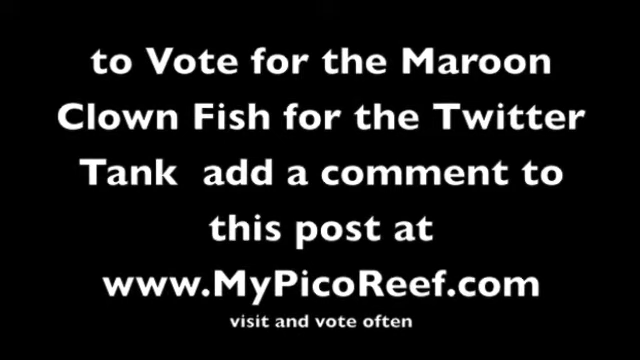 to Vote for the Maroon
Clown Fish for the Twitter
Tank add a comment to
this post at
www.MyPicoReef.com
visit and vote often